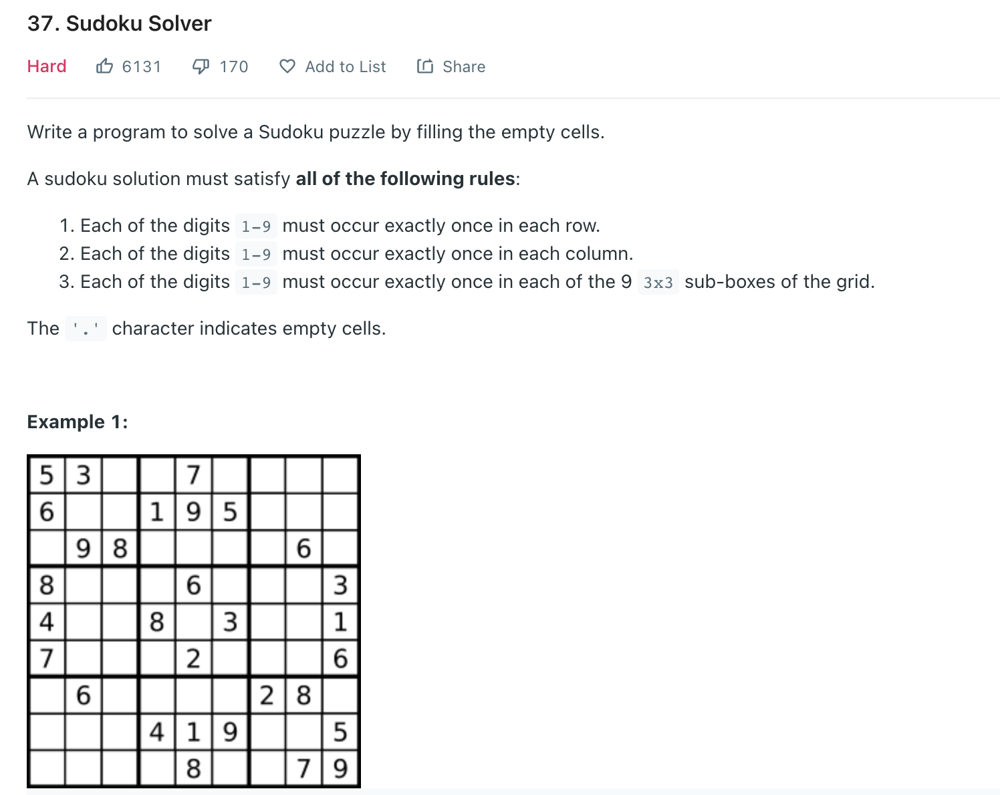 37. Sudoku Solver
Hard 6131 170 Add to List Share
Write a program to solve a Sudoku puzzle by filling the empty cells.
A sudoku solution must satisfy all of the following rules:
1. Each of the digits 1-9 must occur exactly once in each row.
2. Each of the digits 1-9 must occur exactly once in each column.
3. Each of the digits 1-9 must occur exactly once in each of the 9 3x3 sub-boxes of the grid.
The '.' character indicates empty cells.
Example 1:
5 3 7
6 1 9 5
9 8 6
8 6 3
4 8 3 1
7 2 6
6 2 8
4 1 9 5
8 7 9